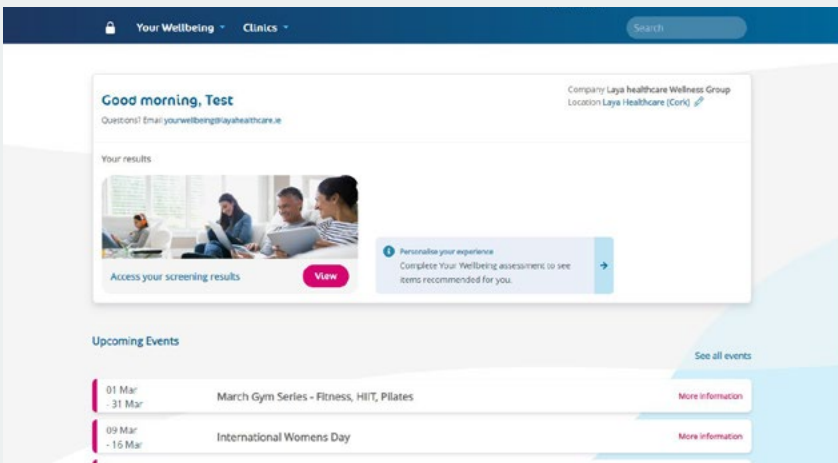 Your Wellbeing
Clinics
Search
Good morning, Test
Company Laya healthcare Wellness Group
Location Laya Healthcare (Cork)
Questions? Email yourwellbeing@layahealthcare.ie
Your results
Personalise your experience
Complete Your Wellbeing assessment to see
items recommended for you.
Access your screening results
View
Upcoming Events
See all events
01 Mar
- 31 Mar
March Gym Series - Fitness, HIIT, Pilates
More information
09 Mar
- 16 Mar
International Womens Day
More information